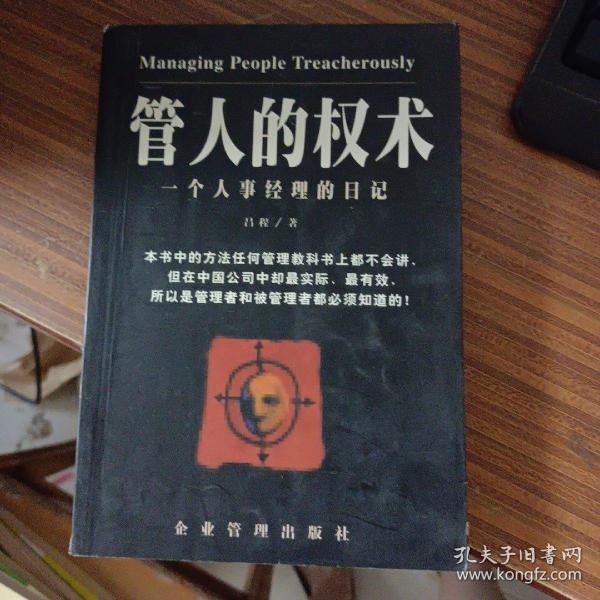 Managing People Treacherously
管人的权术
一个人事经理的日记
吕程/著
本书中的方法任何管理教科书上都不会讲、
但在中国公司中却最实际、最有效、
所以是管理者和被管理者都必须知道的！
企业管理出版社
孔夫子旧书网
www.kongfz.com